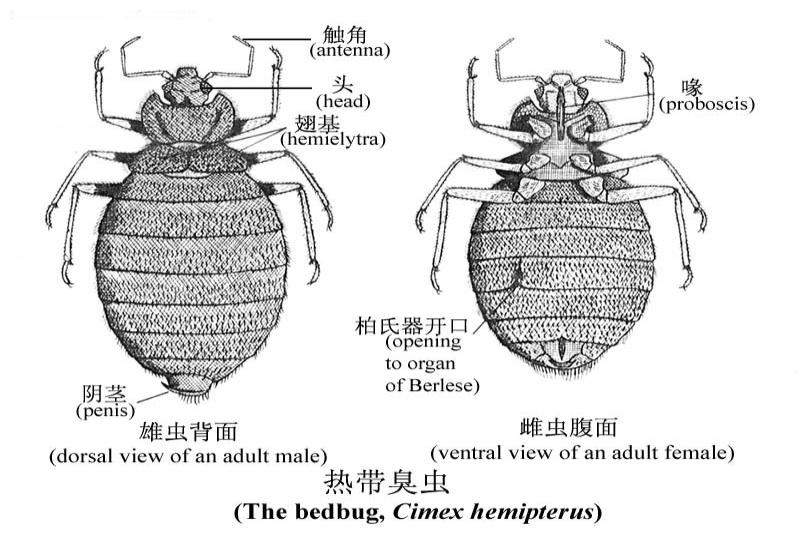 触角
(antenna)
头
(head)
翅基
(hemielytra)
喙
(proboscis)
柏氏器开口
(opening
to organ
of Berlese)
阴茎
(penis)
雄虫背面
(dorsal view of an adult male)
雌虫腹面
(ventral view of an adult female)
热带臭虫
(The bedbug, Cimex hemipterus)